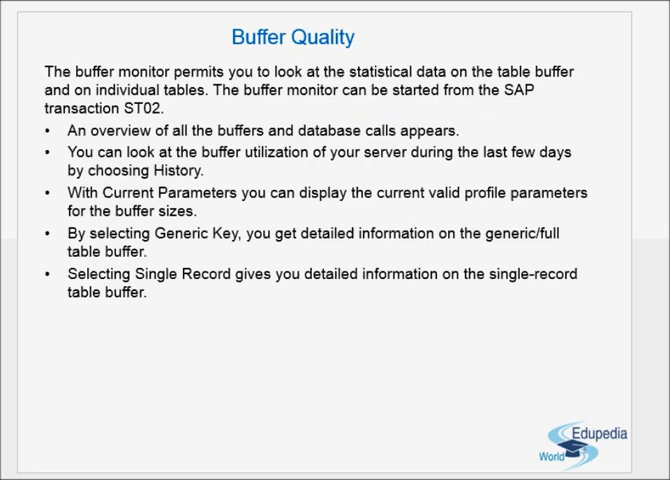 Buffer Quality
The buffer monitor permits you to look at the statistical data on the table buffer
and on individual tables. The buffer monitor can be started from the SAP
transaction ST02.
• An overview of all the buffers and database calls appears.
• You can look at the buffer utilization of your server during the last few days
by choosing History.
• With Current Parameters you can display the current valid profile parameters
for the buffer sizes.
• By selecting Generic Key, you get detailed information on the generic/full
table buffer.
• Selecting Single Record gives you detailed information on the single-record
table buffer.
Edupedia
World